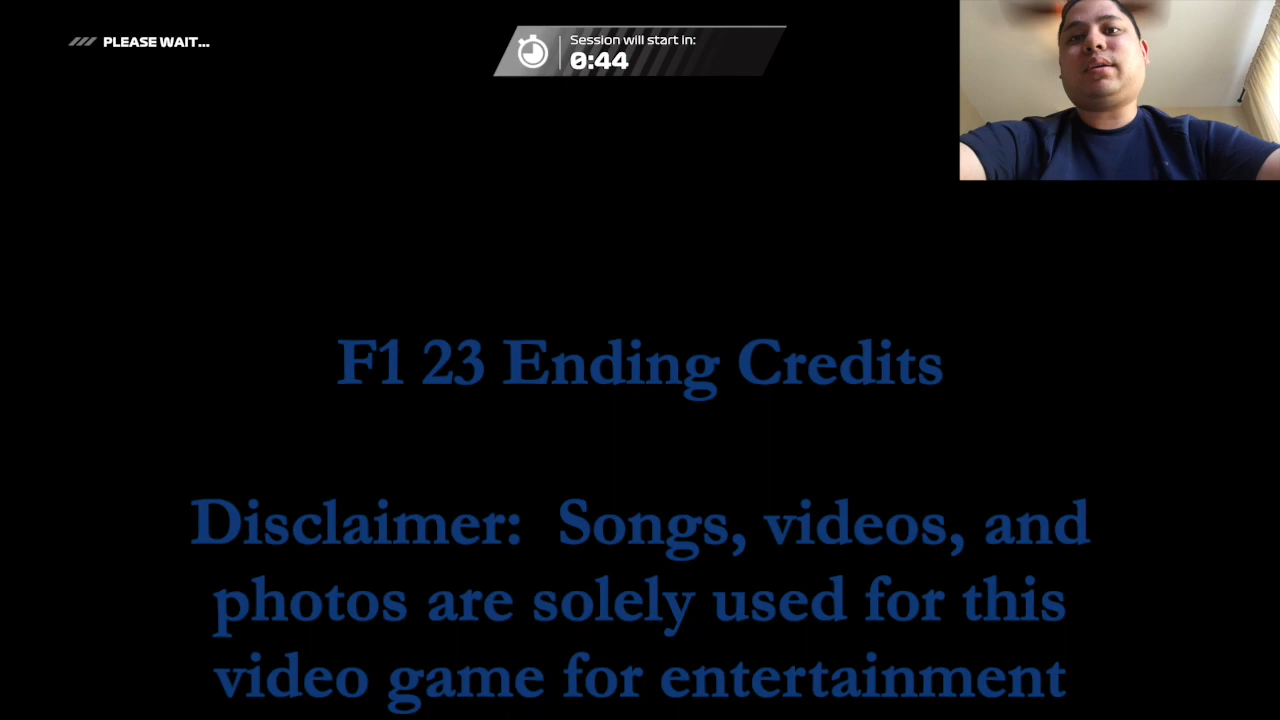 PLEASE WAIT...
Session will start in:
0:44
F1 23 Ending Credits
Disclaimer:  Songs, videos, and
photos are solely used for this
video game for entertainment